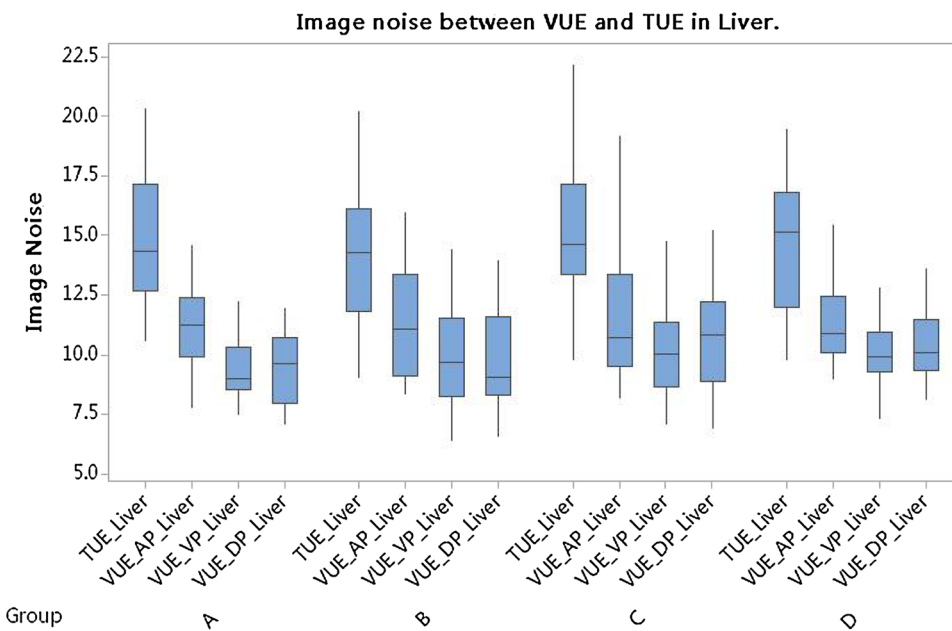 Image noise between VUE and TUE in Liver.
Image Noise
22.5
20.0
17.5
15.0
12.5
10.0
7.5
5.0
TUE_Liver
VUE_AP_Liver
VUE_VP_Liver
VUE_DP_Liver
TUE_Liver
VUE_AP_Liver
VUE_VP_Liver
VUE_DP_Liver
TUE_Liver
VUE_AP_Liver
VUE_VP_Liver
VUE_DP_Liver
TUE_Liver
VUE_AP_Liver
VUE_VP_Liver
VUE_DP_Liver
Group
A
B
C
D